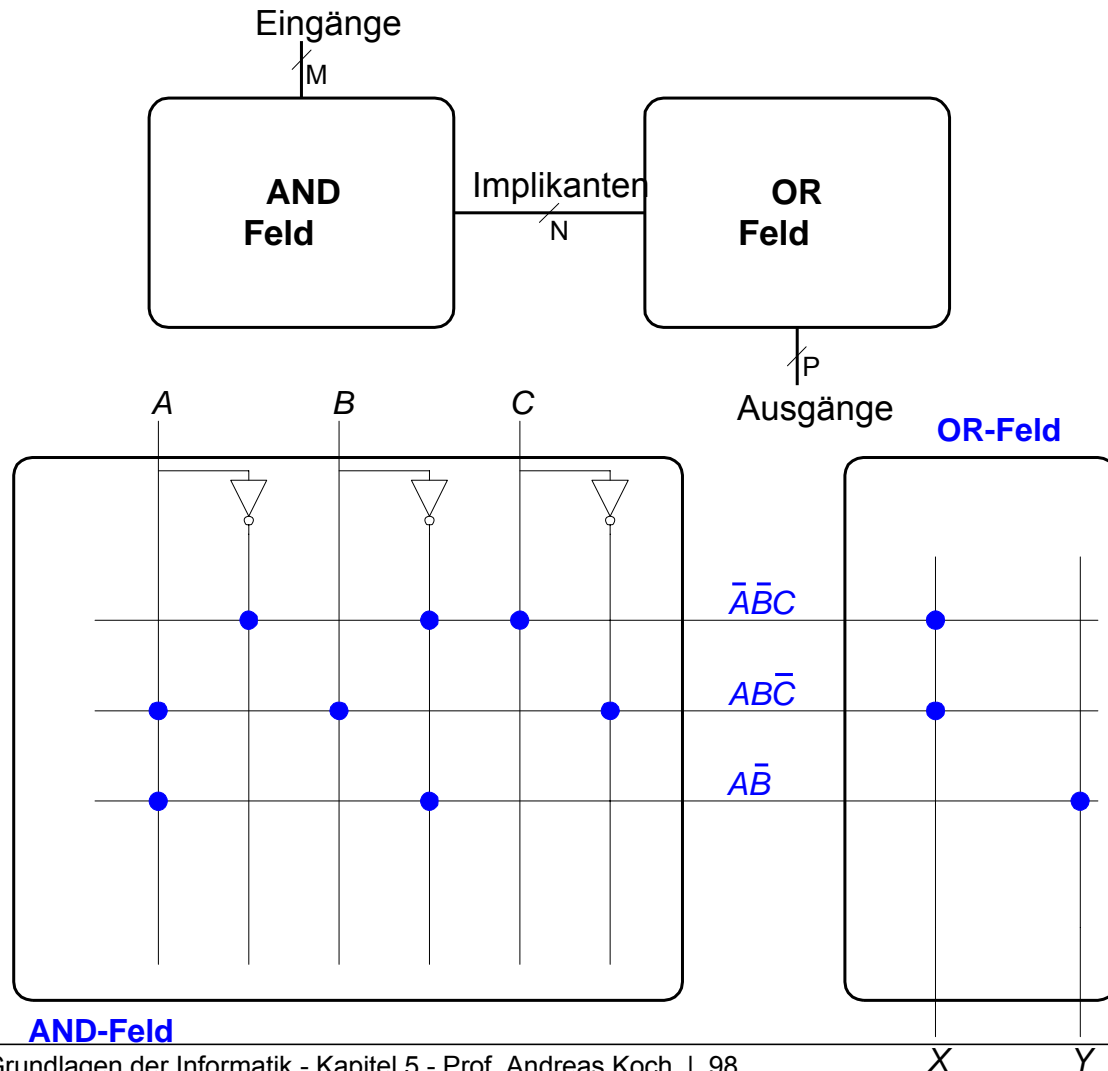 Eingänge
M
AND
Feld
Implikanten
N
OR
Feld
P
Ausgänge
A B C
OR-Feld
A̅B̅C
ABC̅
AB̅
AND-Feld
Grundlagen der Informatik - Kapitel 5 - Prof. Andreas Koch | 98
X Y